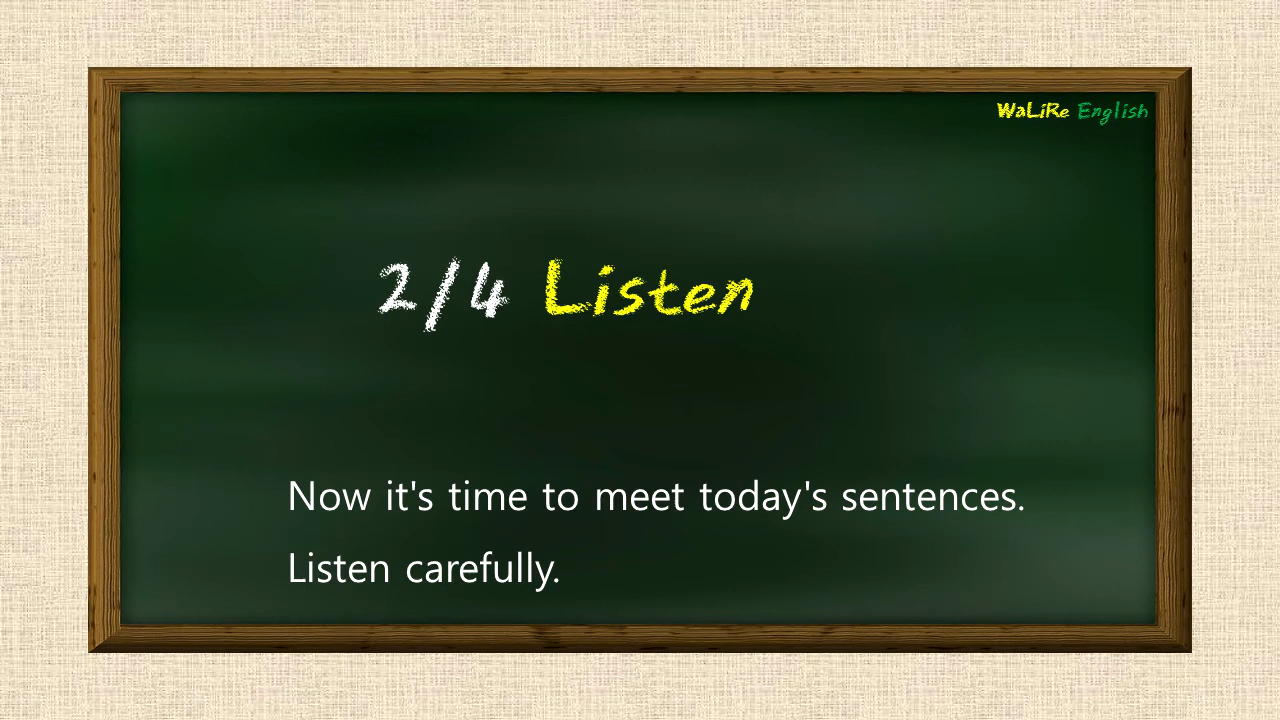 WaLiRe English
2/4 Listen
Now it's time to meet today's sentences.
Listen carefully.